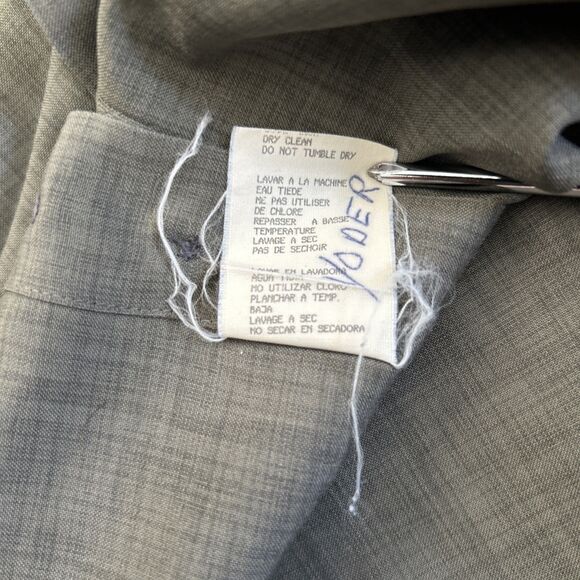 DRY CLEAN
DO NOT TUMBLE DRY
LAVAR A LA MACHINE
EAU TIEDE
NE PAS UTILISER
DE CHLORE
REPASSER A BASSE
TEMPERATURE
LAVAGE A SEC
PAS DE SECHOIR
LAVAR EN LAVADORA
AGUA
NO UTILIZAR CLORO
PLANCHAR A TEMP.
BAJA
LAVAGE A SEC
NO SECAR EN SECADORA
YODER